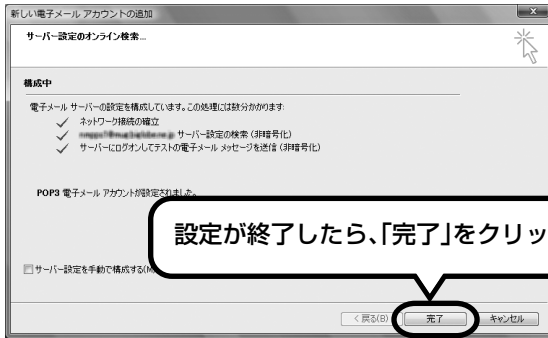 新しい電子メール アカウントの追加
サーバー設定のオンライン検索...
構成中
電子メール サーバーの設定を構成しています。この処理には数分かかります:
ネットワーク接続の確立
サーバー設定の検索 (非暗号化)
サーバーにログオンしてテストの電子メール メッセージを送信 (非暗号化)
POP3 電子メール アカウントが設定されました。
設定が終了したら、「完了」をクリッ
サーバー設定を手動で構成する(M
< 戻る(B)
完了
キャンセル